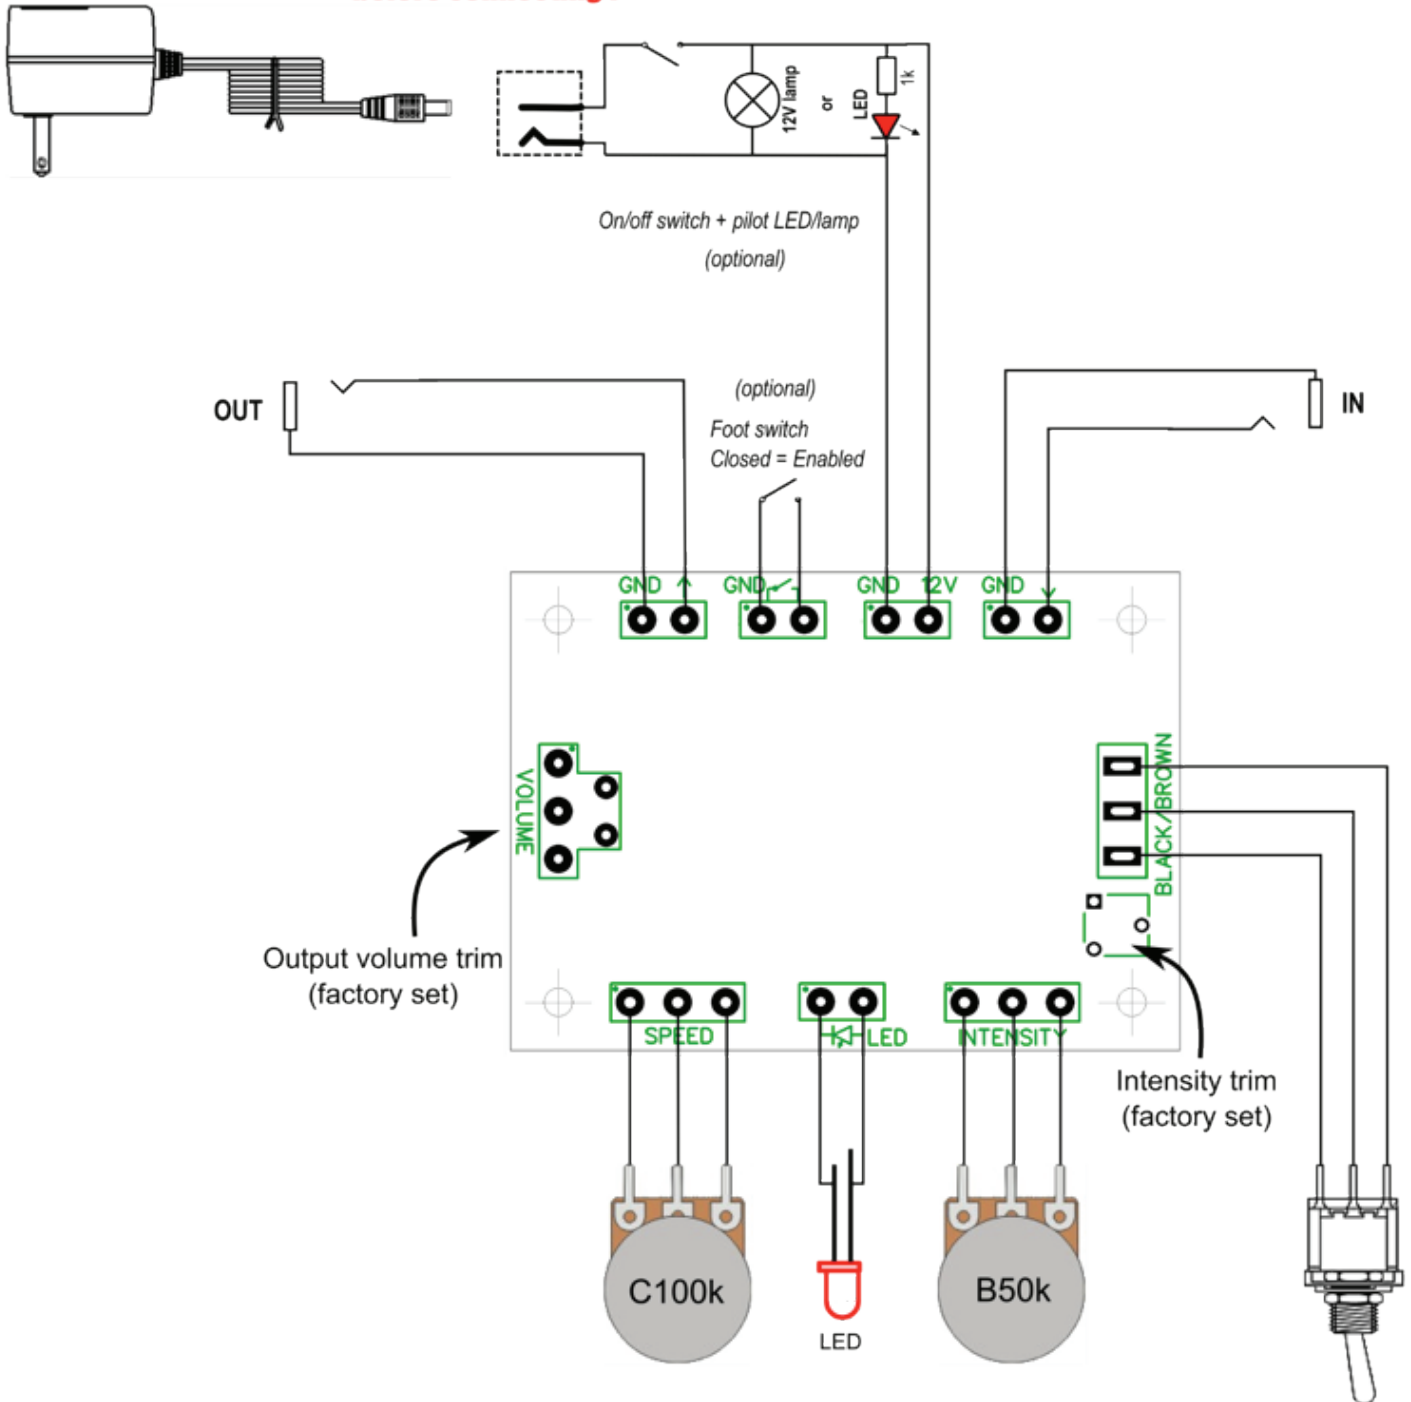 12V lamp
or
LED
1k
On/off switch + pilot LED/lamp
(optional)
OUT
(optional)
Foot switch
Closed = Enabled
IN
GND
GND
GND 12V
GND
VOLUME
BLACK/BROWN
Output volume trim
(factory set)
SPEED
LED
INTENSITY
Intensity trim
(factory set)
C100k
LED
B50k